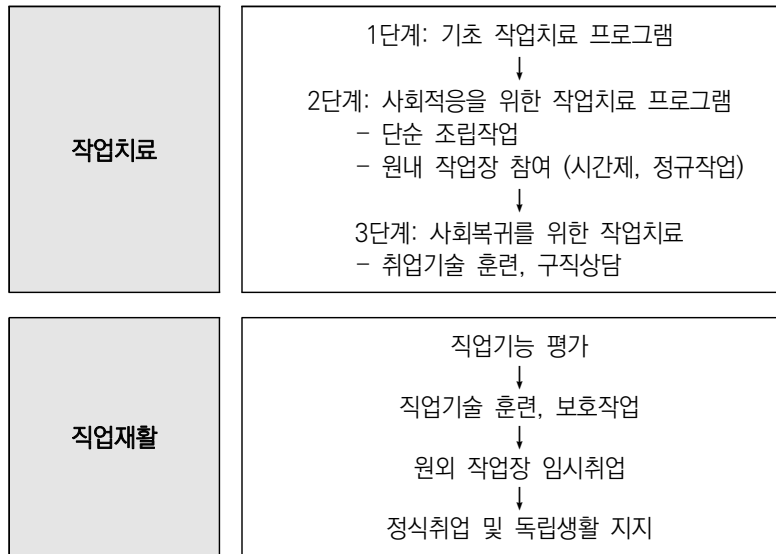 작업치료
1단계: 기초 작업치료 프로그램
↓
2단계: 사회적응을 위한 작업치료 프로그램
- 단순 조립작업
- 원내 작업장 참여 (시간제, 정규작업)
↓
3단계: 사회복귀를 위한 작업치료
- 취업기술 훈련, 구직상담
직업재활
직업기능 평가
↓
직업기술 훈련, 보호작업
↓
원외 작업장 임시취업
↓
정식취업 및 독립생활 지지